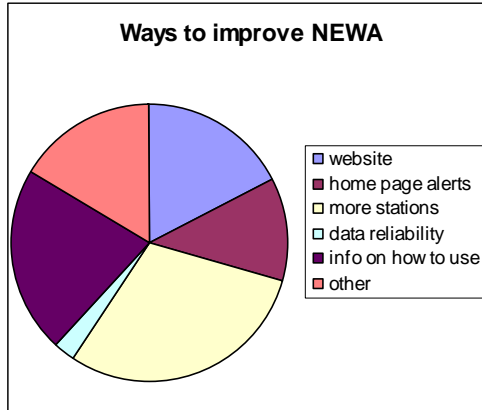 Ways to improve NEWA
website
home page alerts
more stations
data reliability
info on how to use
other